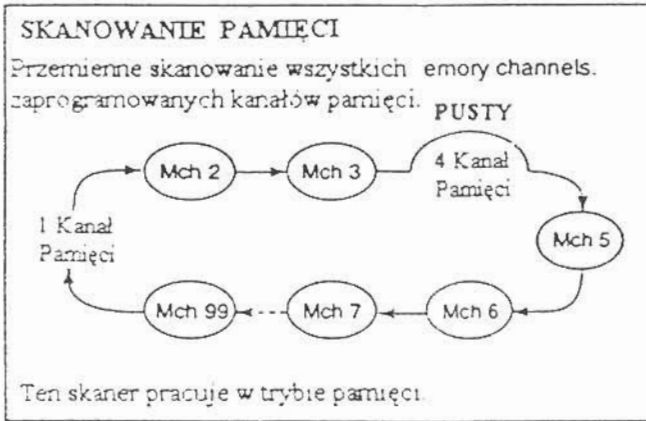 SKANOWANIE PAMIĘCI
Przemienne skanowanie wszystkich emory channels.
zaprogramowanych kanałów pamięci.
PUSTY
Mch 2
Mch 3
4 Kanał
Pamięci
1 Kanał
Pamięci
Mch 5
Mch 99
Mch 7
Mch 6
Ten skaner pracuje w trybie pamięci.